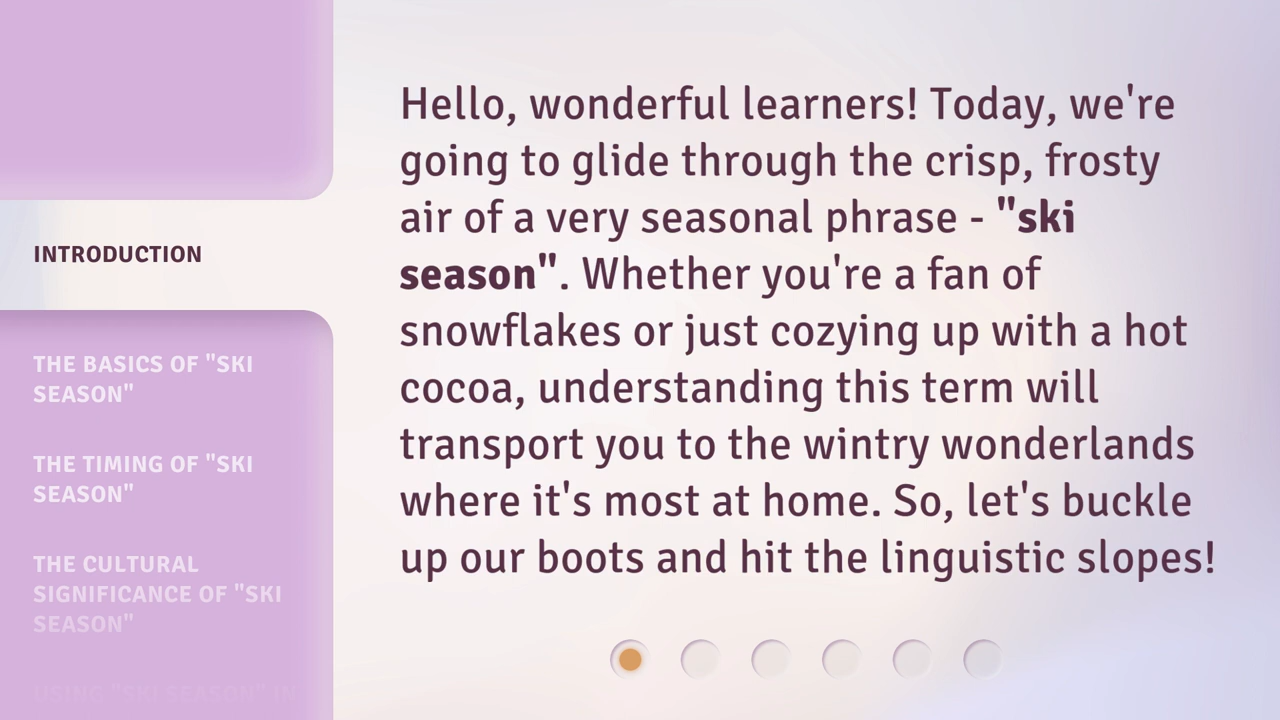 INTRODUCTION
THE BASICS OF "SKI
SEASON"
THE TIMING OF "SKI
SEASON"
THE CULTURAL
SIGNIFICANCE OF "SKI
SEASON"
USING "SKI SEASON" IN
Hello, wonderful learners! Today, we're
going to glide through the crisp, frosty
air of a very seasonal phrase - "ski
season". Whether you're a fan of
snowflakes or just cozying up with a hot
cocoa, understanding this term will
transport you to the wintry wonderlands
where it's most at home. So, let's buckle
up our boots and hit the linguistic slopes!